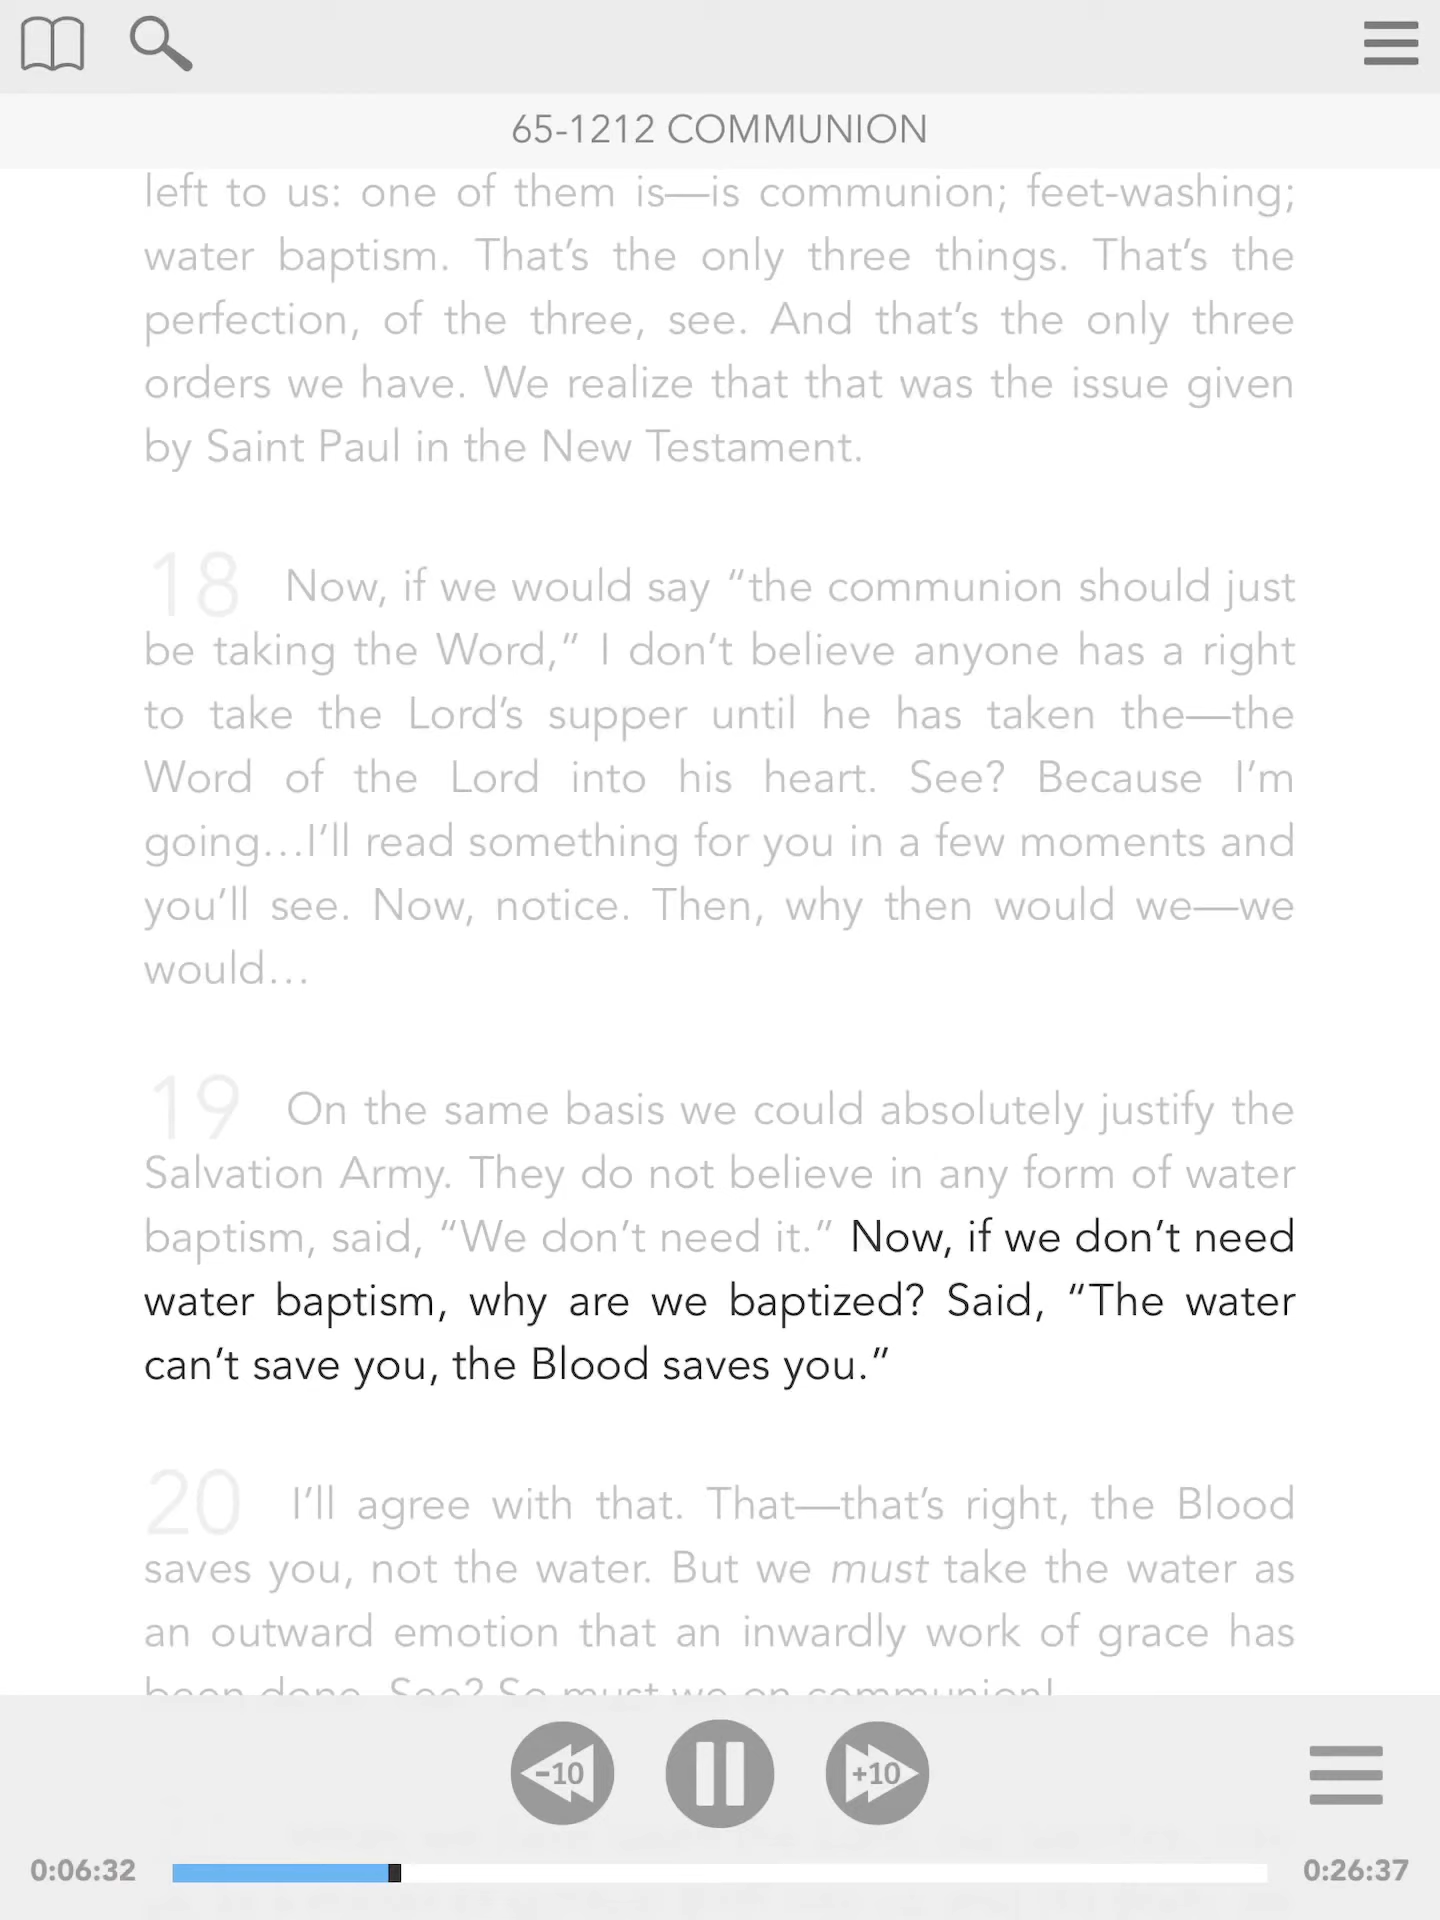 65-1212 COMMUNION
left to us: one of them is—is communion; feet-washing;
water baptism. That’s the only three things. That’s the
perfection, of the three, see. And that’s the only three
orders we have. We realize that that was the issue given
by Saint Paul in the New Testament.
18 Now, if we would say “the communion should just
be taking the Word,” I don’t believe anyone has a right
to take the Lord’s supper until he has taken the—the
Word of the Lord into his heart. See? Because I’m
going…I’ll read something for you in a few moments and
you’ll see. Now, notice. Then, why then would we—we
would…
19 On the same basis we could absolutely justify the
Salvation Army. They do not believe in any form of water
baptism, said, “We don’t need it.” Now, if we don’t need
water baptism, why are we baptized? Said, “The water
can’t save you, the Blood saves you.”
20 I’ll agree with that. That—that’s right, the Blood
saves you, not the water. But we must take the water as
an outward emotion that an inwardly work of grace has
been done. See? So must we on communion!
-10 +10
0:06:32 0:26:37